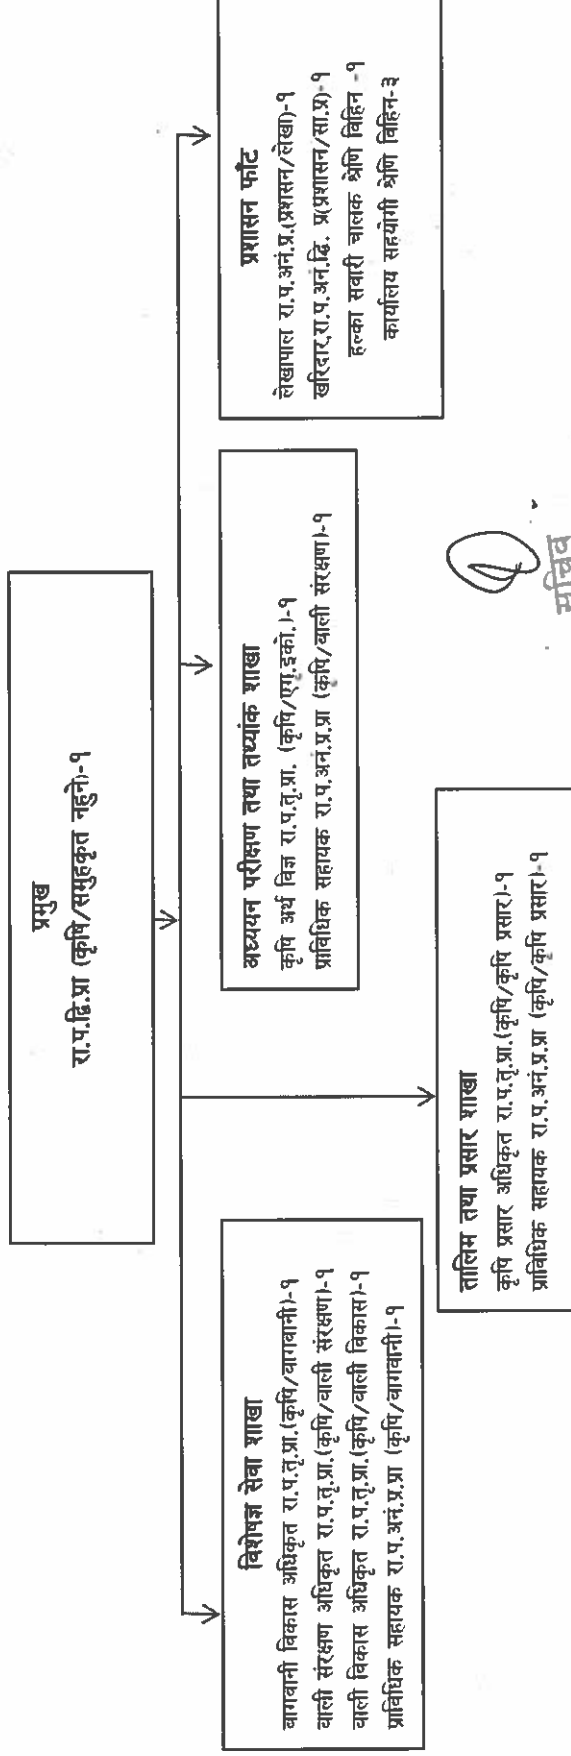 प्रमुख
रा.प.द्वि.प्रा (कृषि/समुहकृत नहुने)-१
विशेषज्ञ सेवा शाखा
बागवानी विकास अधिकृत रा.प.तृ.प्रा.(कृषि/बागवानी)-१
बाली संरक्षण अधिकृत रा.प.तृ.प्रा.(कृषि/बाली संरक्षण)-१
बाली विकास अधिकृत रा.प.तृ.प्रा.(कृषि/बाली विकास)-१
प्राविधिक सहायक रा.प.अनं.प्र.प्रा (कृषि/बागवानी)-१
तालिम तथा प्रसार शाखा
कृषि प्रसार अधिकृत रा.प.तृ.प्रा.(कृषि/कृषि प्रसार)-१
प्राविधिक सहायक रा.प.अनं.प्र.प्रा (कृषि/कृषि प्रसार)-१
अध्ययन परीक्षण तथा तथ्यांक शाखा
कृषि अर्थ विज्ञ रा.प.तृ.प्रा. (कृषि/एग्.इको.)-१
प्राविधिक सहायक रा.प.अनं.प्र.प्रा (कृषि/बाली संरक्षण)-१
प्रशासन फाँट
लेखापाल रा.प.अनं.प्र.(प्रशासन/लेखा)-१
खरिदार,रा.प.अनं.द्वि. प्र(प्रशासन/सा.प्र)-१
हल्का सवारी चालक श्रेणि विहिन -१
कार्यालय सहयोगी श्रेणि विहिन-३
सचिव